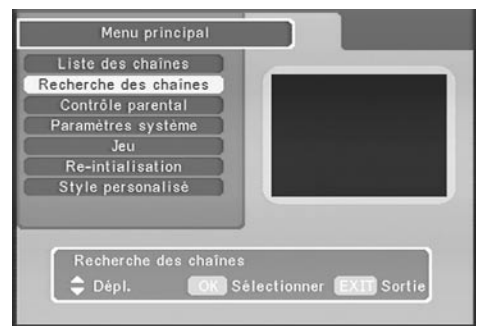 Menu principal
Liste des chaînes
Recherche des chaînes
Contrôle parental
Paramètres système
Jeu
Re-intialisation
Style personalisé
Recherche des chaînes
Dépl. OK Sélectionner EXIT Sortie